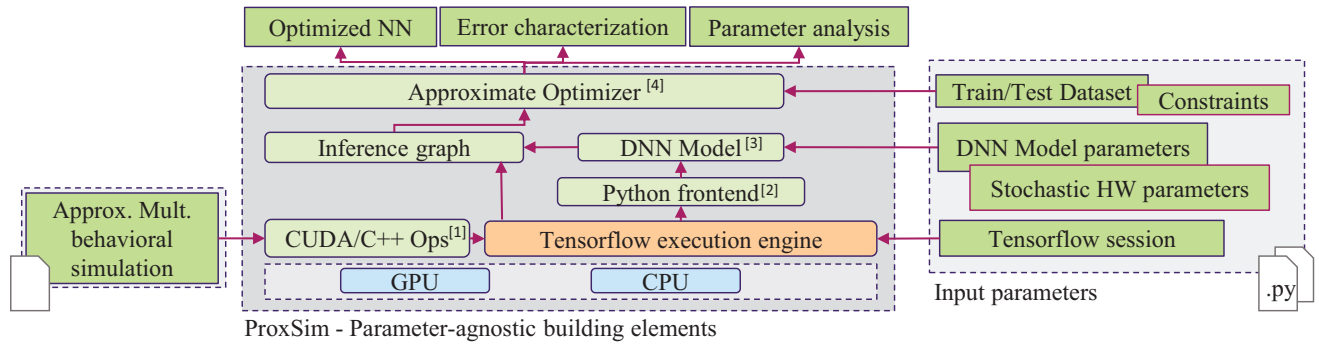 Optimized NN
Error characterization
Parameter analysis
Approximate Optimizer [4]
Train/Test Dataset
Constraints
Inference graph
DNN Model [3]
DNN Model parameters
Python frontend[2]
Stochastic HW parameters
Approx. Mult.
behavioral
simulation
CUDA/C++ Ops[1]
Tensorflow execution engine
Tensorflow session
GPU
CPU
Input parameters
.py
ProxSim - Parameter-agnostic building elements